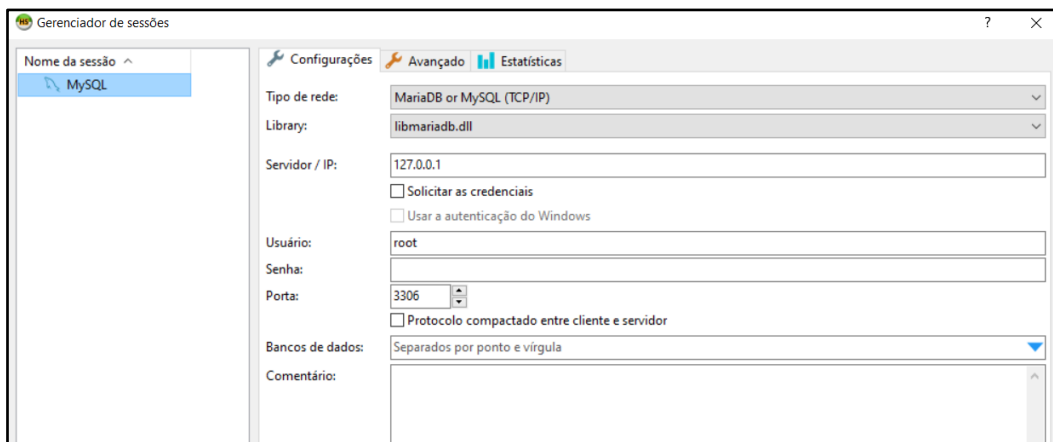 HS Gerenciador de sessões ? X
Nome da sessão
MySQL
Configurações Avançado Estatísticas
Tipo de rede: MariaDB or MySQL (TCP/IP)
Library: libmariadb.dll
Servidor / IP: 127.0.0.1
Solicitar as credenciais
Usar a autenticação do Windows
Usuário: root
Senha:
Porta: 3306
Protocolo compactado entre cliente e servidor
Bancos de dados: Separados por ponto e vírgula
Comentário: